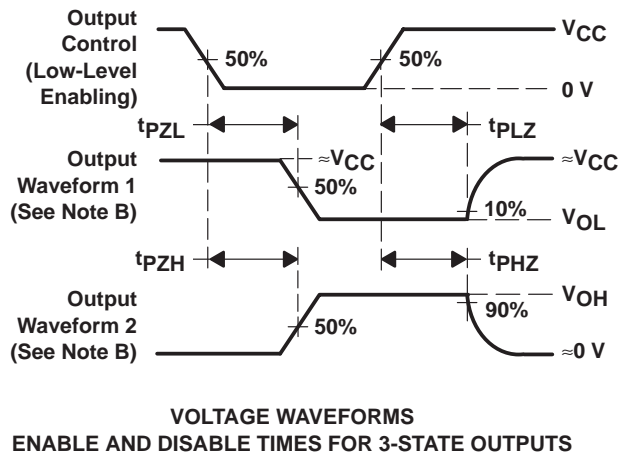 Output
Control
(Low-Level
Enabling)
50%
50%
VCC
0 V
tPZL
tPLZ
Output
Waveform 1
(See Note B)
≈VCC
50%
≈VCC
10%
VOL
tPZH
tPHZ
Output
Waveform 2
(See Note B)
50%
VOH
90%
≈0 V
VOLTAGE WAVEFORMS
ENABLE AND DISABLE TIMES FOR 3-STATE OUTPUTS